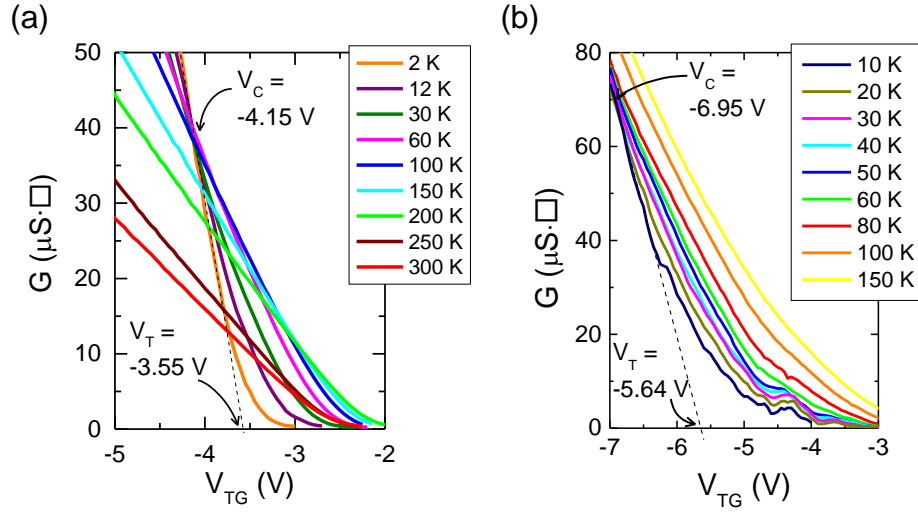 (a)
50
40
30
20
10
0
G (µS·□)
-5
-4
-3
-2
V_TG (V)
V_C =
-4.15 V
V_T =
-3.55 V
2 K
12 K
30 K
60 K
100 K
150 K
200 K
250 K
300 K
(b)
80
60
40
20
0
G (µS·□)
-7
-6
-5
-4
-3
V_TG (V)
V_C =
-6.95 V
V_T =
-5.64 V
10 K
20 K
30 K
40 K
50 K
60 K
80 K
100 K
150 K